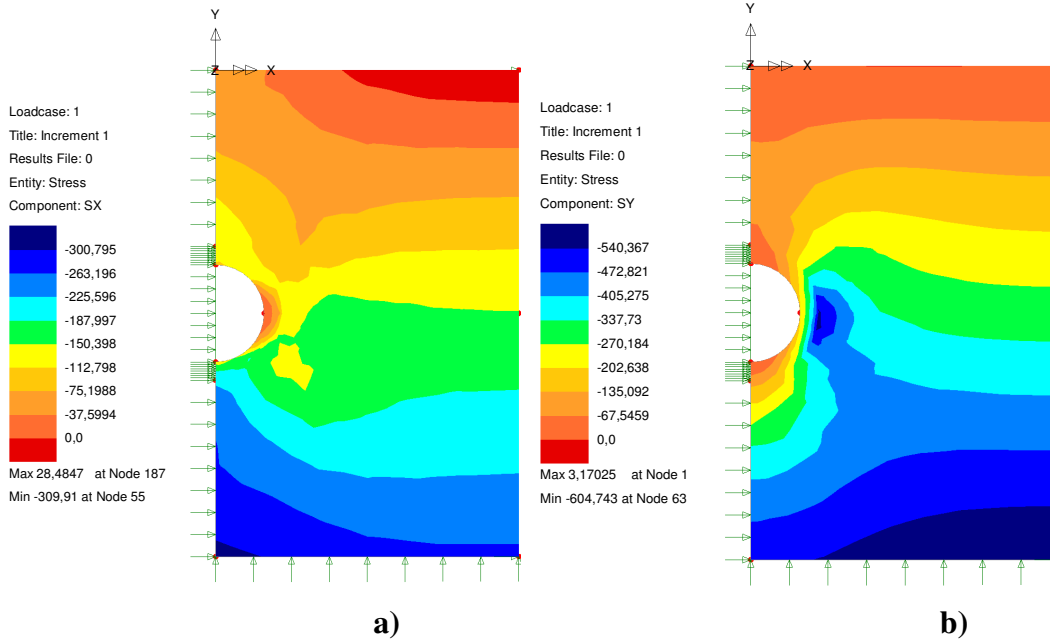 Y
Z X
Loadcase: 1
Title: Increment 1
Results File: 0
Entity: Stress
Component: SX
-300,795
-263,196
-225,596
-187,997
-150,398
-112,798
-75,1988
-37,5994
0,0
Max 28,4847 at Node 187
Min -309,91 at Node 55
a)
Y
Z X
Loadcase: 1
Title: Increment 1
Results File: 0
Entity: Stress
Component: SY
-540,367
-472,821
-405,275
-337,73
-270,184
-202,638
-135,092
-67,5459
0,0
Max 3,17025 at Node 1
Min -604,743 at Node 63
b)